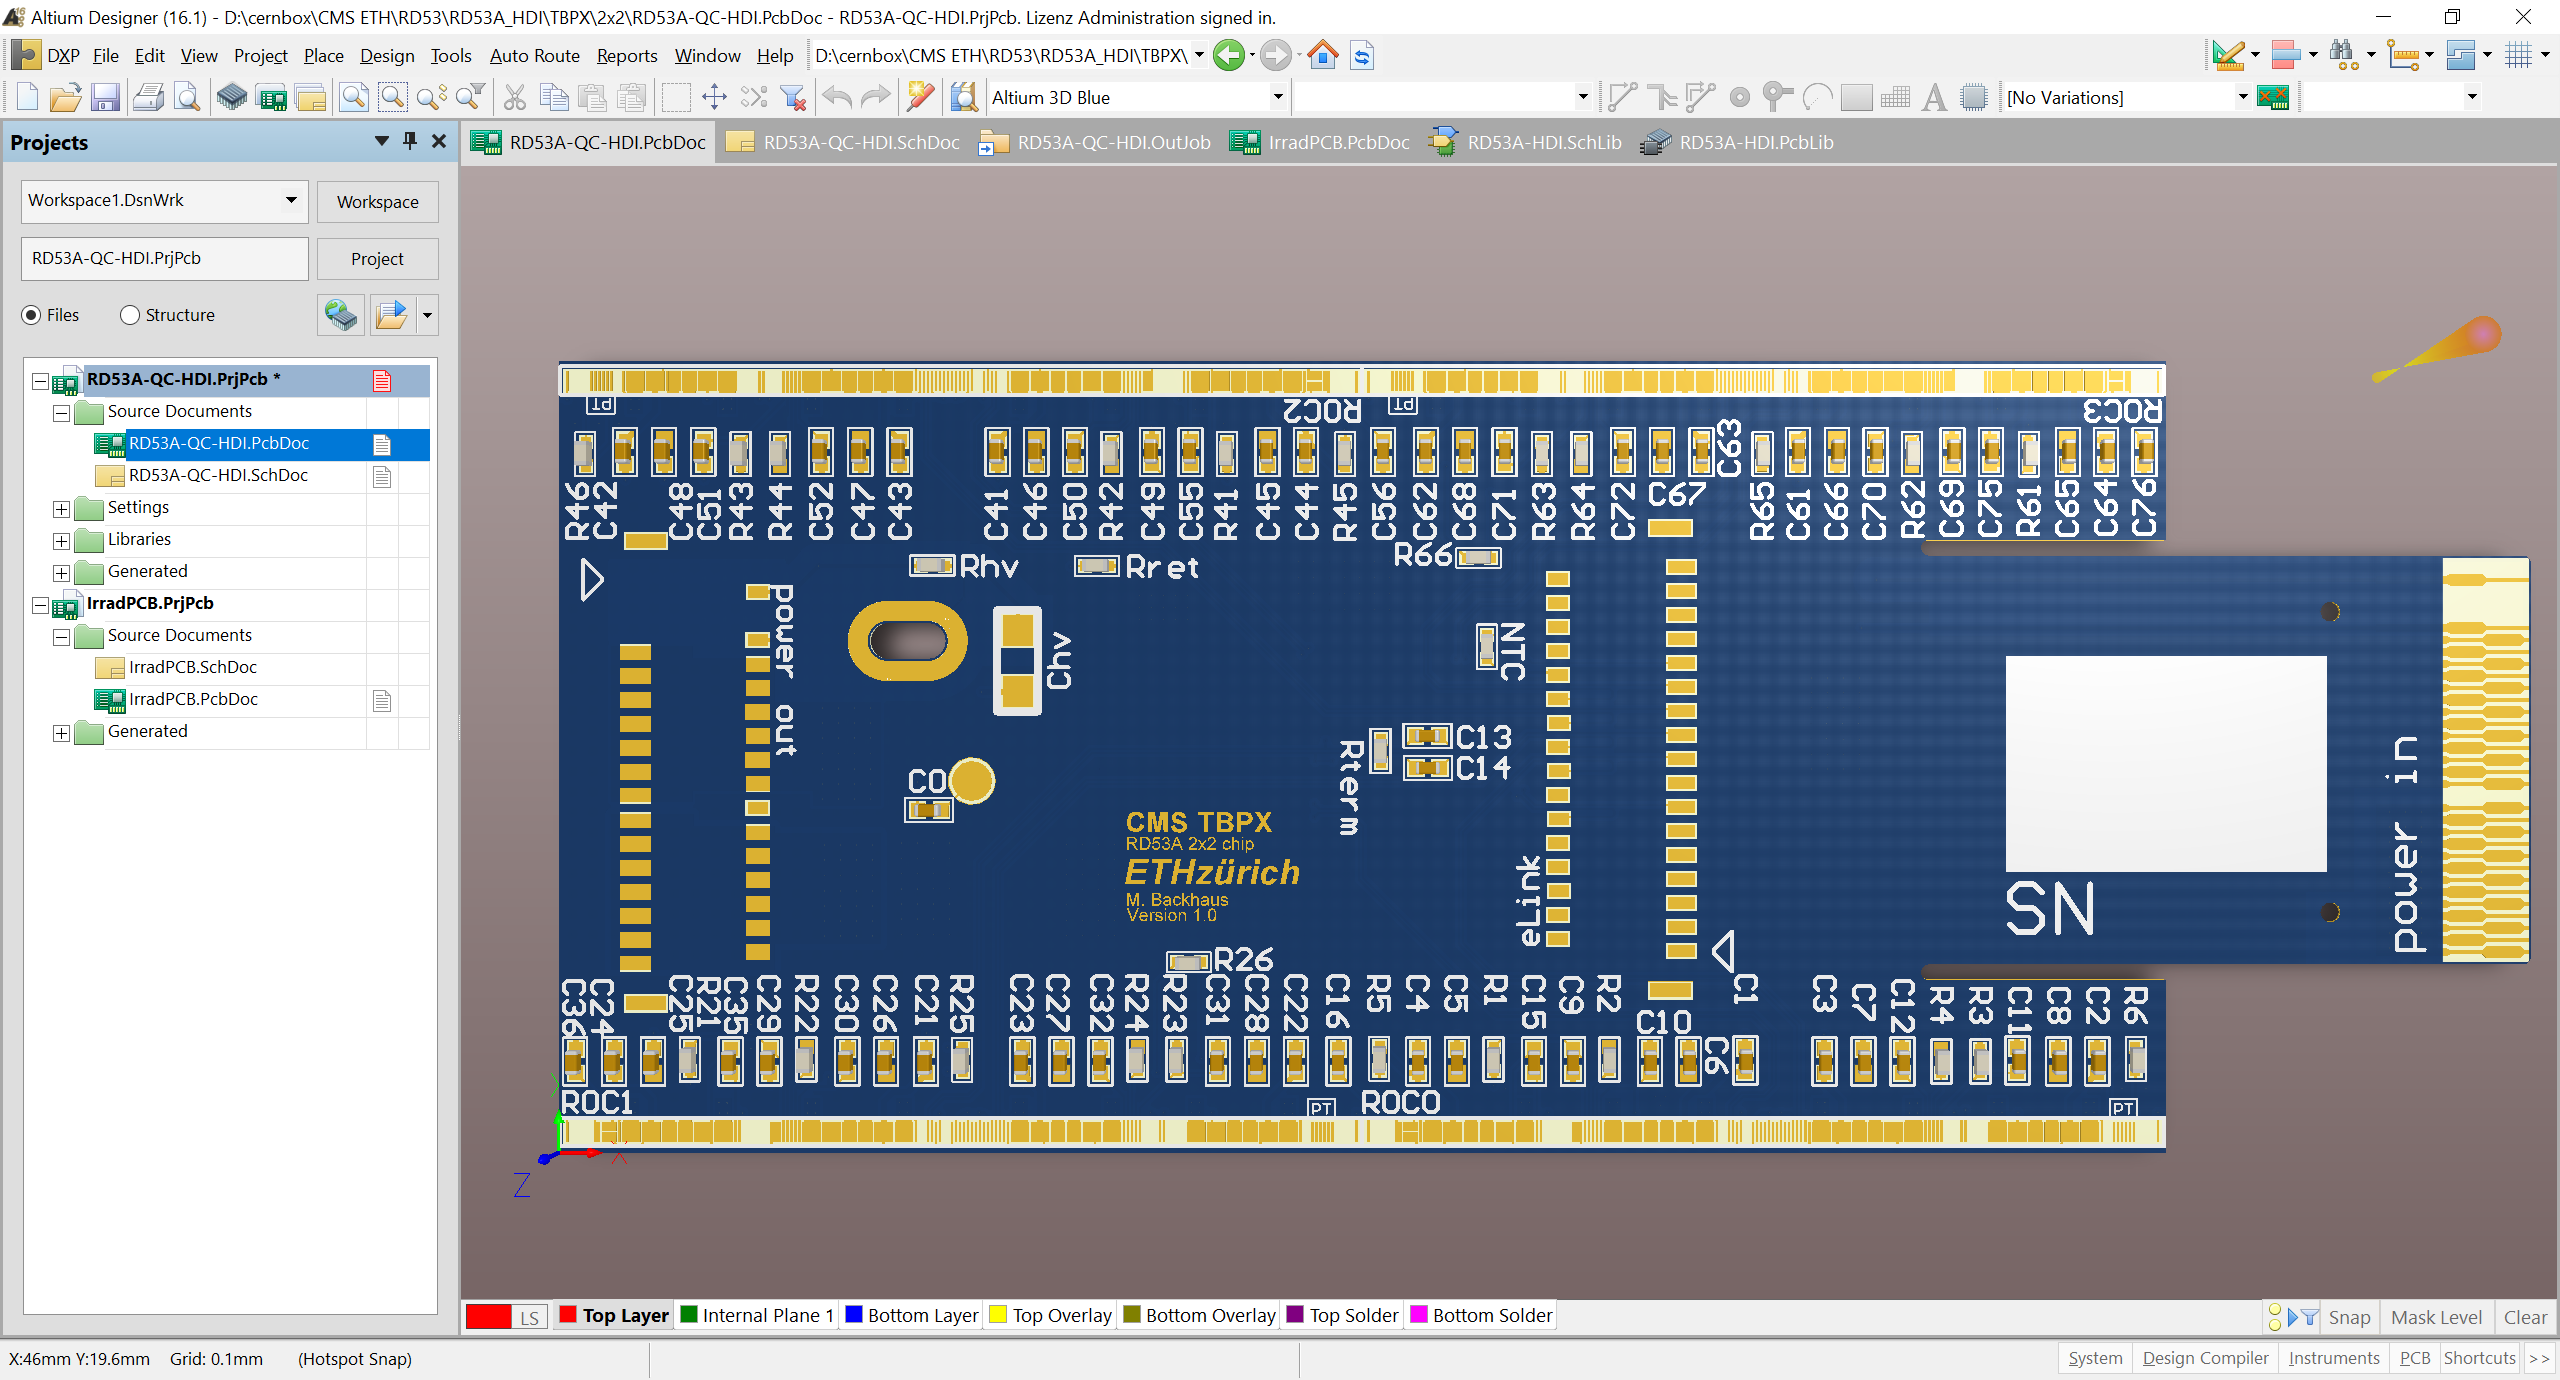 Altium Designer (16.1) - D:\cernbox\CMS ETH\RD53\RD53A_HDI\TBPX\2x2\RD53A-QC-HDI.PcbDoc - RD53A-QC-HDI.PrjPcb. Lizenz Administration signed in.
DXP File Edit View Project Place Design Tools Auto Route Reports Window Help D:\cernbox\CMS ETH\RD53\RD53A_HDI\TBPX\
Altium 3D Blue [No Variations]
Projects
RD53A-QC-HDI.PcbDoc RD53A-QC-HDI.SchDoc RD53A-QC-HDI.OutJob IrradPCB.PcbDoc RD53A-HDI.SchLib RD53A-HDI.PcbLib
Workspace1.DsnWrk Workspace
RD53A-QC-HDI.PrjPcb Project
Files Structure
RD53A-QC-HDI.PrjPcb *
Source Documents
RD53A-QC-HDI.PcbDoc
RD53A-QC-HDI.SchDoc
Settings
Libraries
Generated
IrradPCB.PrjPcb
Source Documents
IrradPCB.SchDoc
IrradPCB.PcbDoc
Generated
PT ROC2 PT ROC3
C63
R46 C42 C48 C51 R43 R44 C52 C47 C43 C41 C46 C50 R42 C49 C55 R41 C45 C44 R45 C56 C62 C68 C71 R63 R64 C72 C67 R65 C61 C66 C70 R62 C69 C75 R61 C65 C64 C76
Rhv Rret R66
power out
Chv
NTC
C13
C14
Rterm
C0
CMS TBPX
RD53A 2x2 chip
ETHzürich
M. Backhaus
Version 1.0
eLink
SN
power in
R26
C36 C24 C25 R21 C35 C29 R22 C30 C26 C21 R25 C23 C27 C32 R24 R23 C31 C28 C22 C16 R5 C4 C5 R1 C15 C9 R2 C10 C6 C1 C3 C7 C12 R4 R3 C11 C8 C2 R6
ROC1 PT ROC0 PT
X
Y
Z
LS Top Layer Internal Plane 1 Bottom Layer Top Overlay Bottom Overlay Top Solder Bottom Solder Snap Mask Level Clear
X:46mm Y:19.6mm Grid: 0.1mm (Hotspot Snap) System Design Compiler Instruments PCB Shortcuts >>